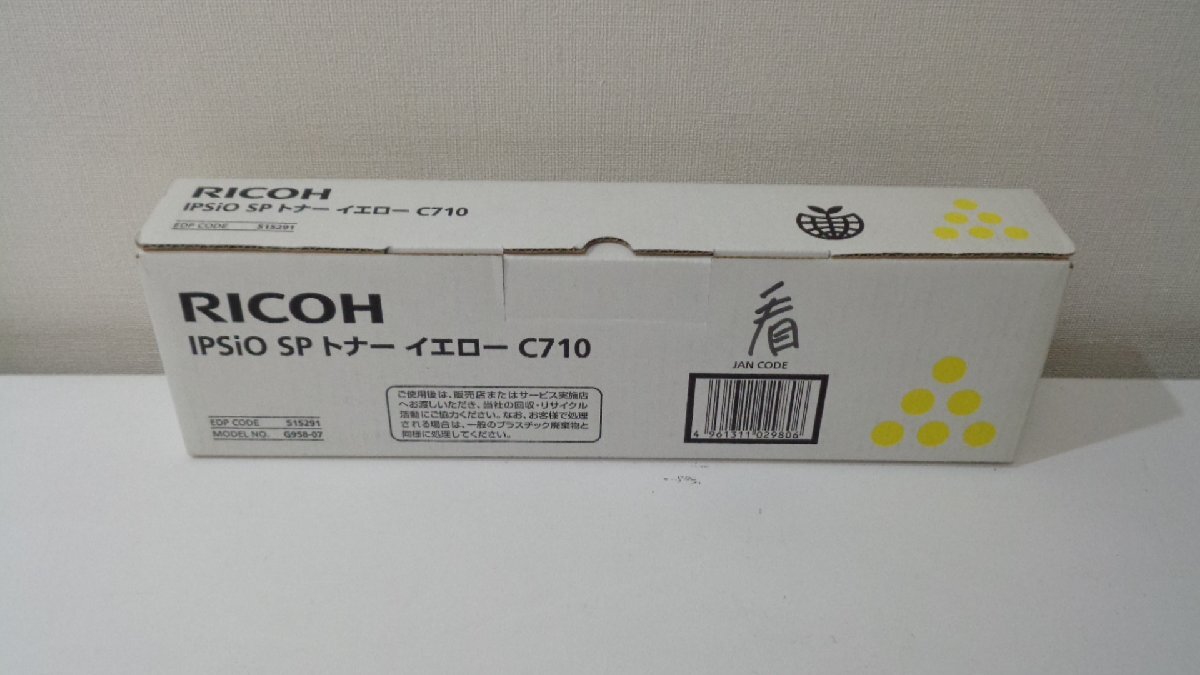 RICOH
IPSiO SP トナー イエロー C710
EDP CODE 515291
RICOH
IPSiO SP トナー イエロー C710
EDP CODE 515291
MODEL NO. G958-07
ご使用後は、販売店またはサービス実施店
へお渡しいただき、当社の回収・リサイクル
活動にご協力ください。なお、お客様で処理
される場合は、一般のプラスチック廃棄物と
同様に処理してください。
看
JAN CODE
4 961311 029806